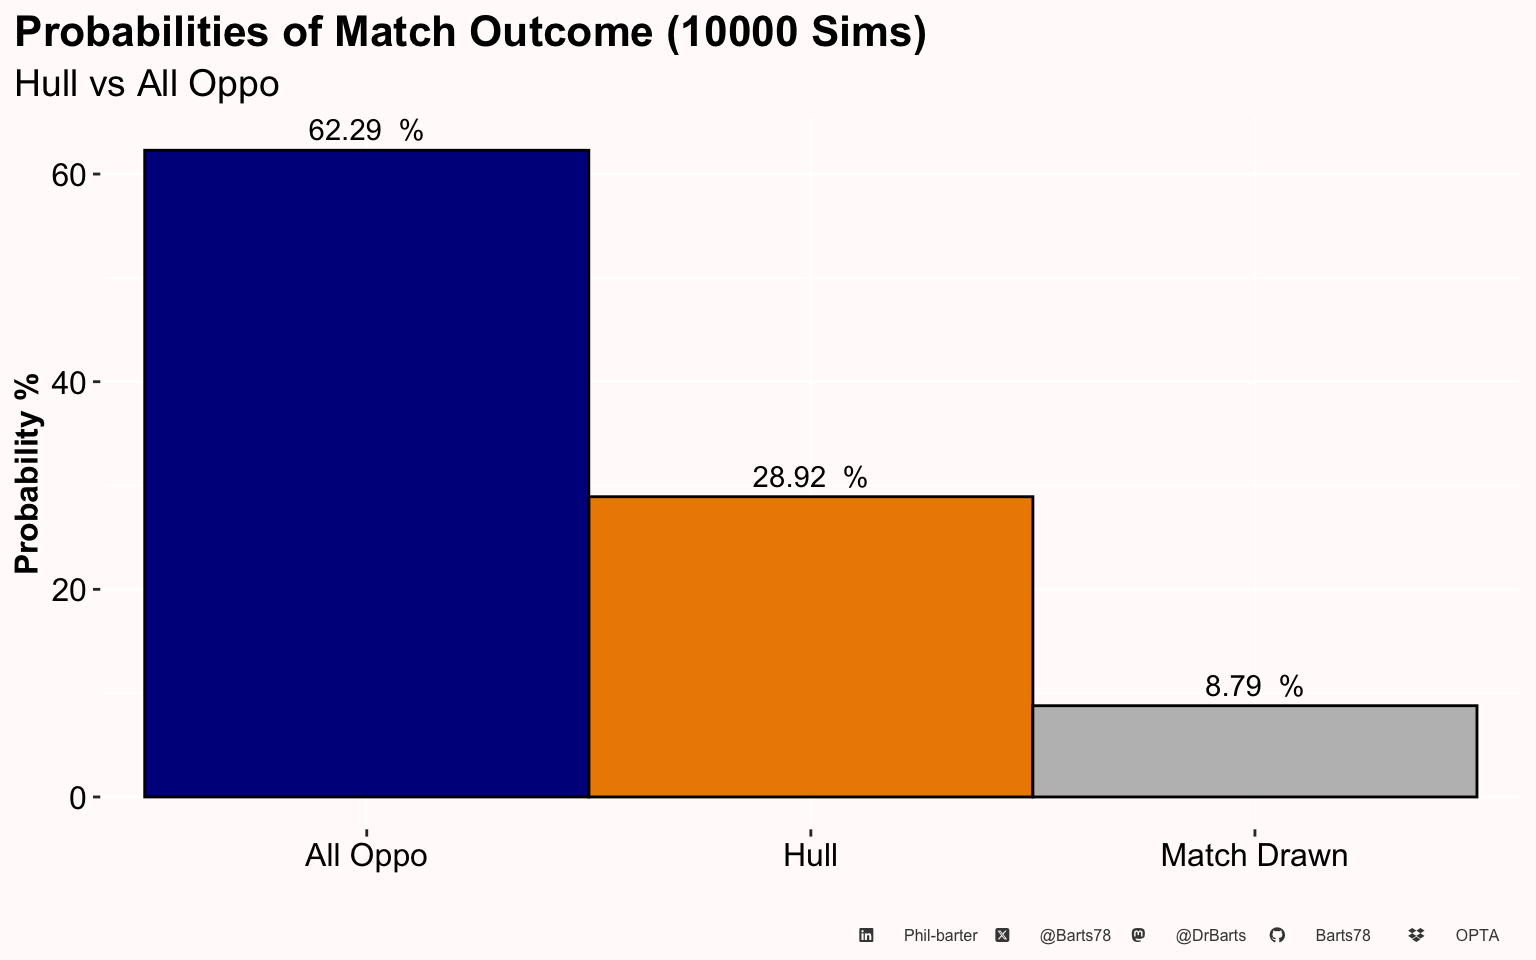 Probabilities of Match Outcome (10000 Sims)
Hull vs All Oppo
62.29 %
28.92 %
8.79 %
Probability %
60
40
20
0
All Oppo Hull Match Drawn
Phil-barter @Barts78 @DrBarts Barts78 OPTA